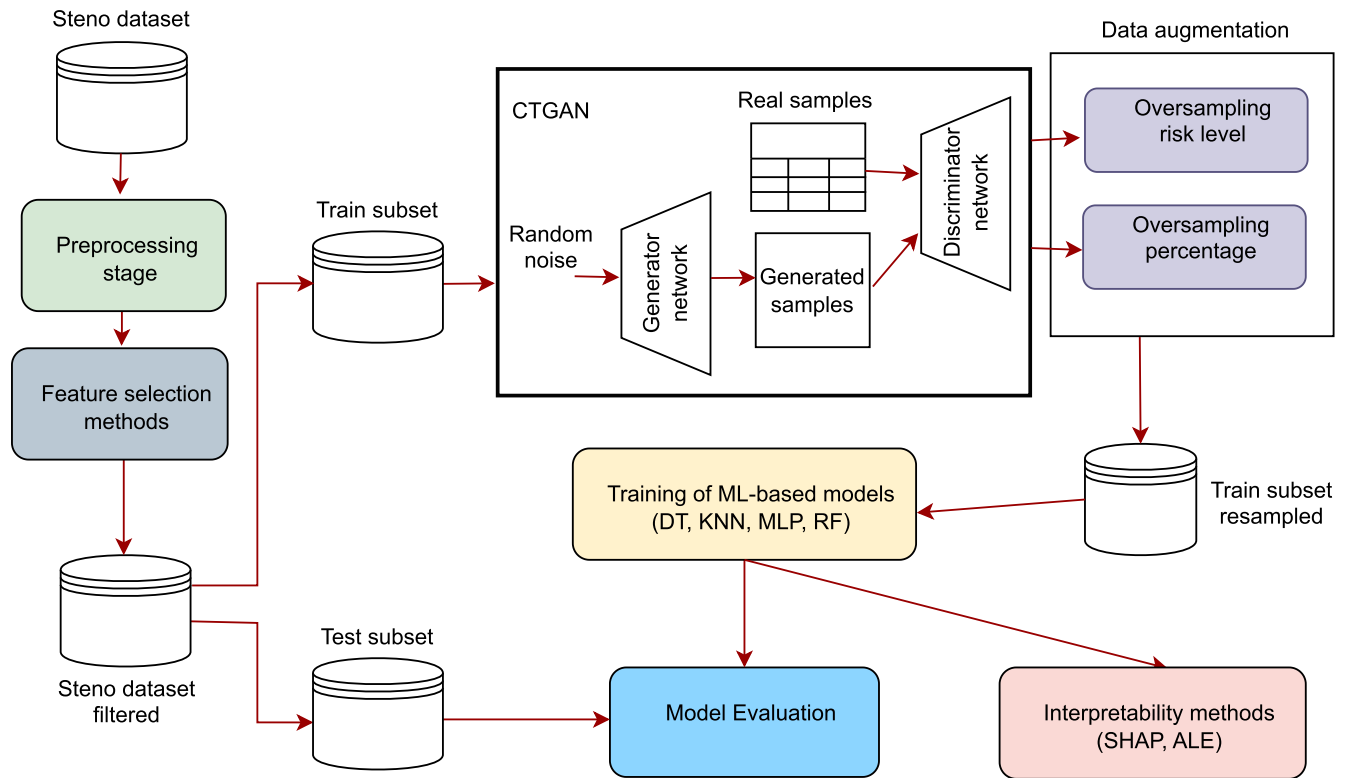 Steno dataset
Preprocessing
stage
Feature selection
methods
Steno dataset
filtered
Train subset
Test subset
CTGAN
Random
noise
Generator
network
Real samples
Generated
samples
Discriminator
network
Data augmentation
Oversampling
risk level
Oversampling
percentage
Train subset
resampled
Training of ML-based models
(DT, KNN, MLP, RF)
Model Evaluation
Interpretability methods
(SHAP, ALE)